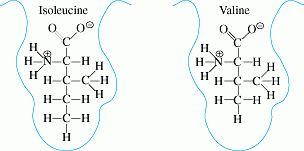 Isoleucine
O O ⊖
C
H ⊕
N–C–H
H H H
H–C–C–H
H–C–H H
H–C–H
H
Valine
O O ⊖
C
H ⊕
N–C–H
H H H
H–C–C–H
H–C–H H
H